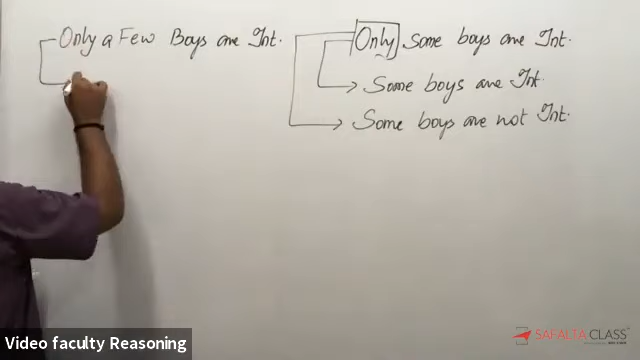 Only a Few Boys are Int.
Only Some boys are Int.
Some boys are Int.
Some boys are not Int.
SAFALTA CLASS
Video faculty Reasoning